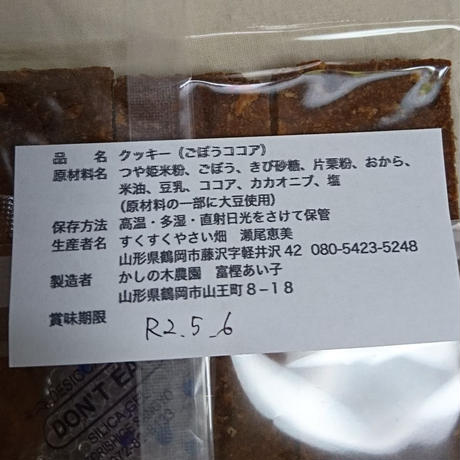 品　　名　クッキー（ごぼうココア）
原材料名　つや姫米粉、ごぼう、きび砂糖、片栗粉、おから、
米油、豆乳、ココア、カカオニブ、塩
（原材料の一部に大豆使用）
保存方法　高温・多湿・直射日光をさけて保管
生産者名　すくすくやさい畑　瀬尾恵美
山形県鶴岡市藤沢字軽井沢42　080-5423-5248
製造者　かしの木農園　富樫あい子
山形県鶴岡市山王町8－18
賞味期限　R2.5.6
DON'T EA
SILICA GE